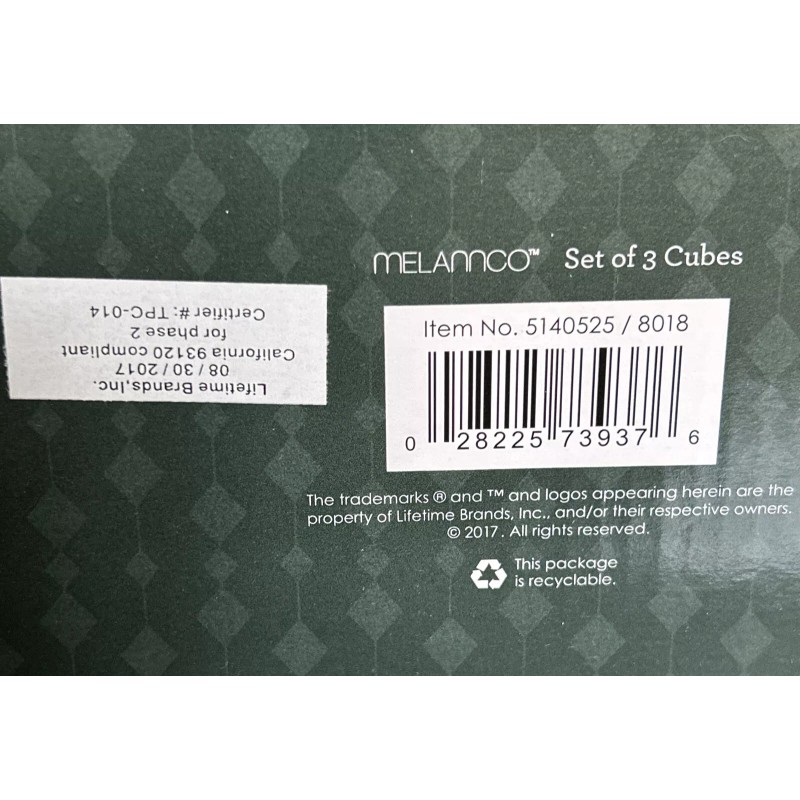 MELANNCO™ Set of 3 Cubes
Item No. 5140525 / 8018
0 28225 73937 6
The trademarks ® and ™ and logos appearing herein are the
property of Lifetime Brands, Inc., and/or their respective owners.
© 2017. All rights reserved.
This package
is recyclable.
Lifetime Brands,Inc.
08 / 30 / 2017
California 93120 compliant
for phase 2
Certifier#: TPC-014